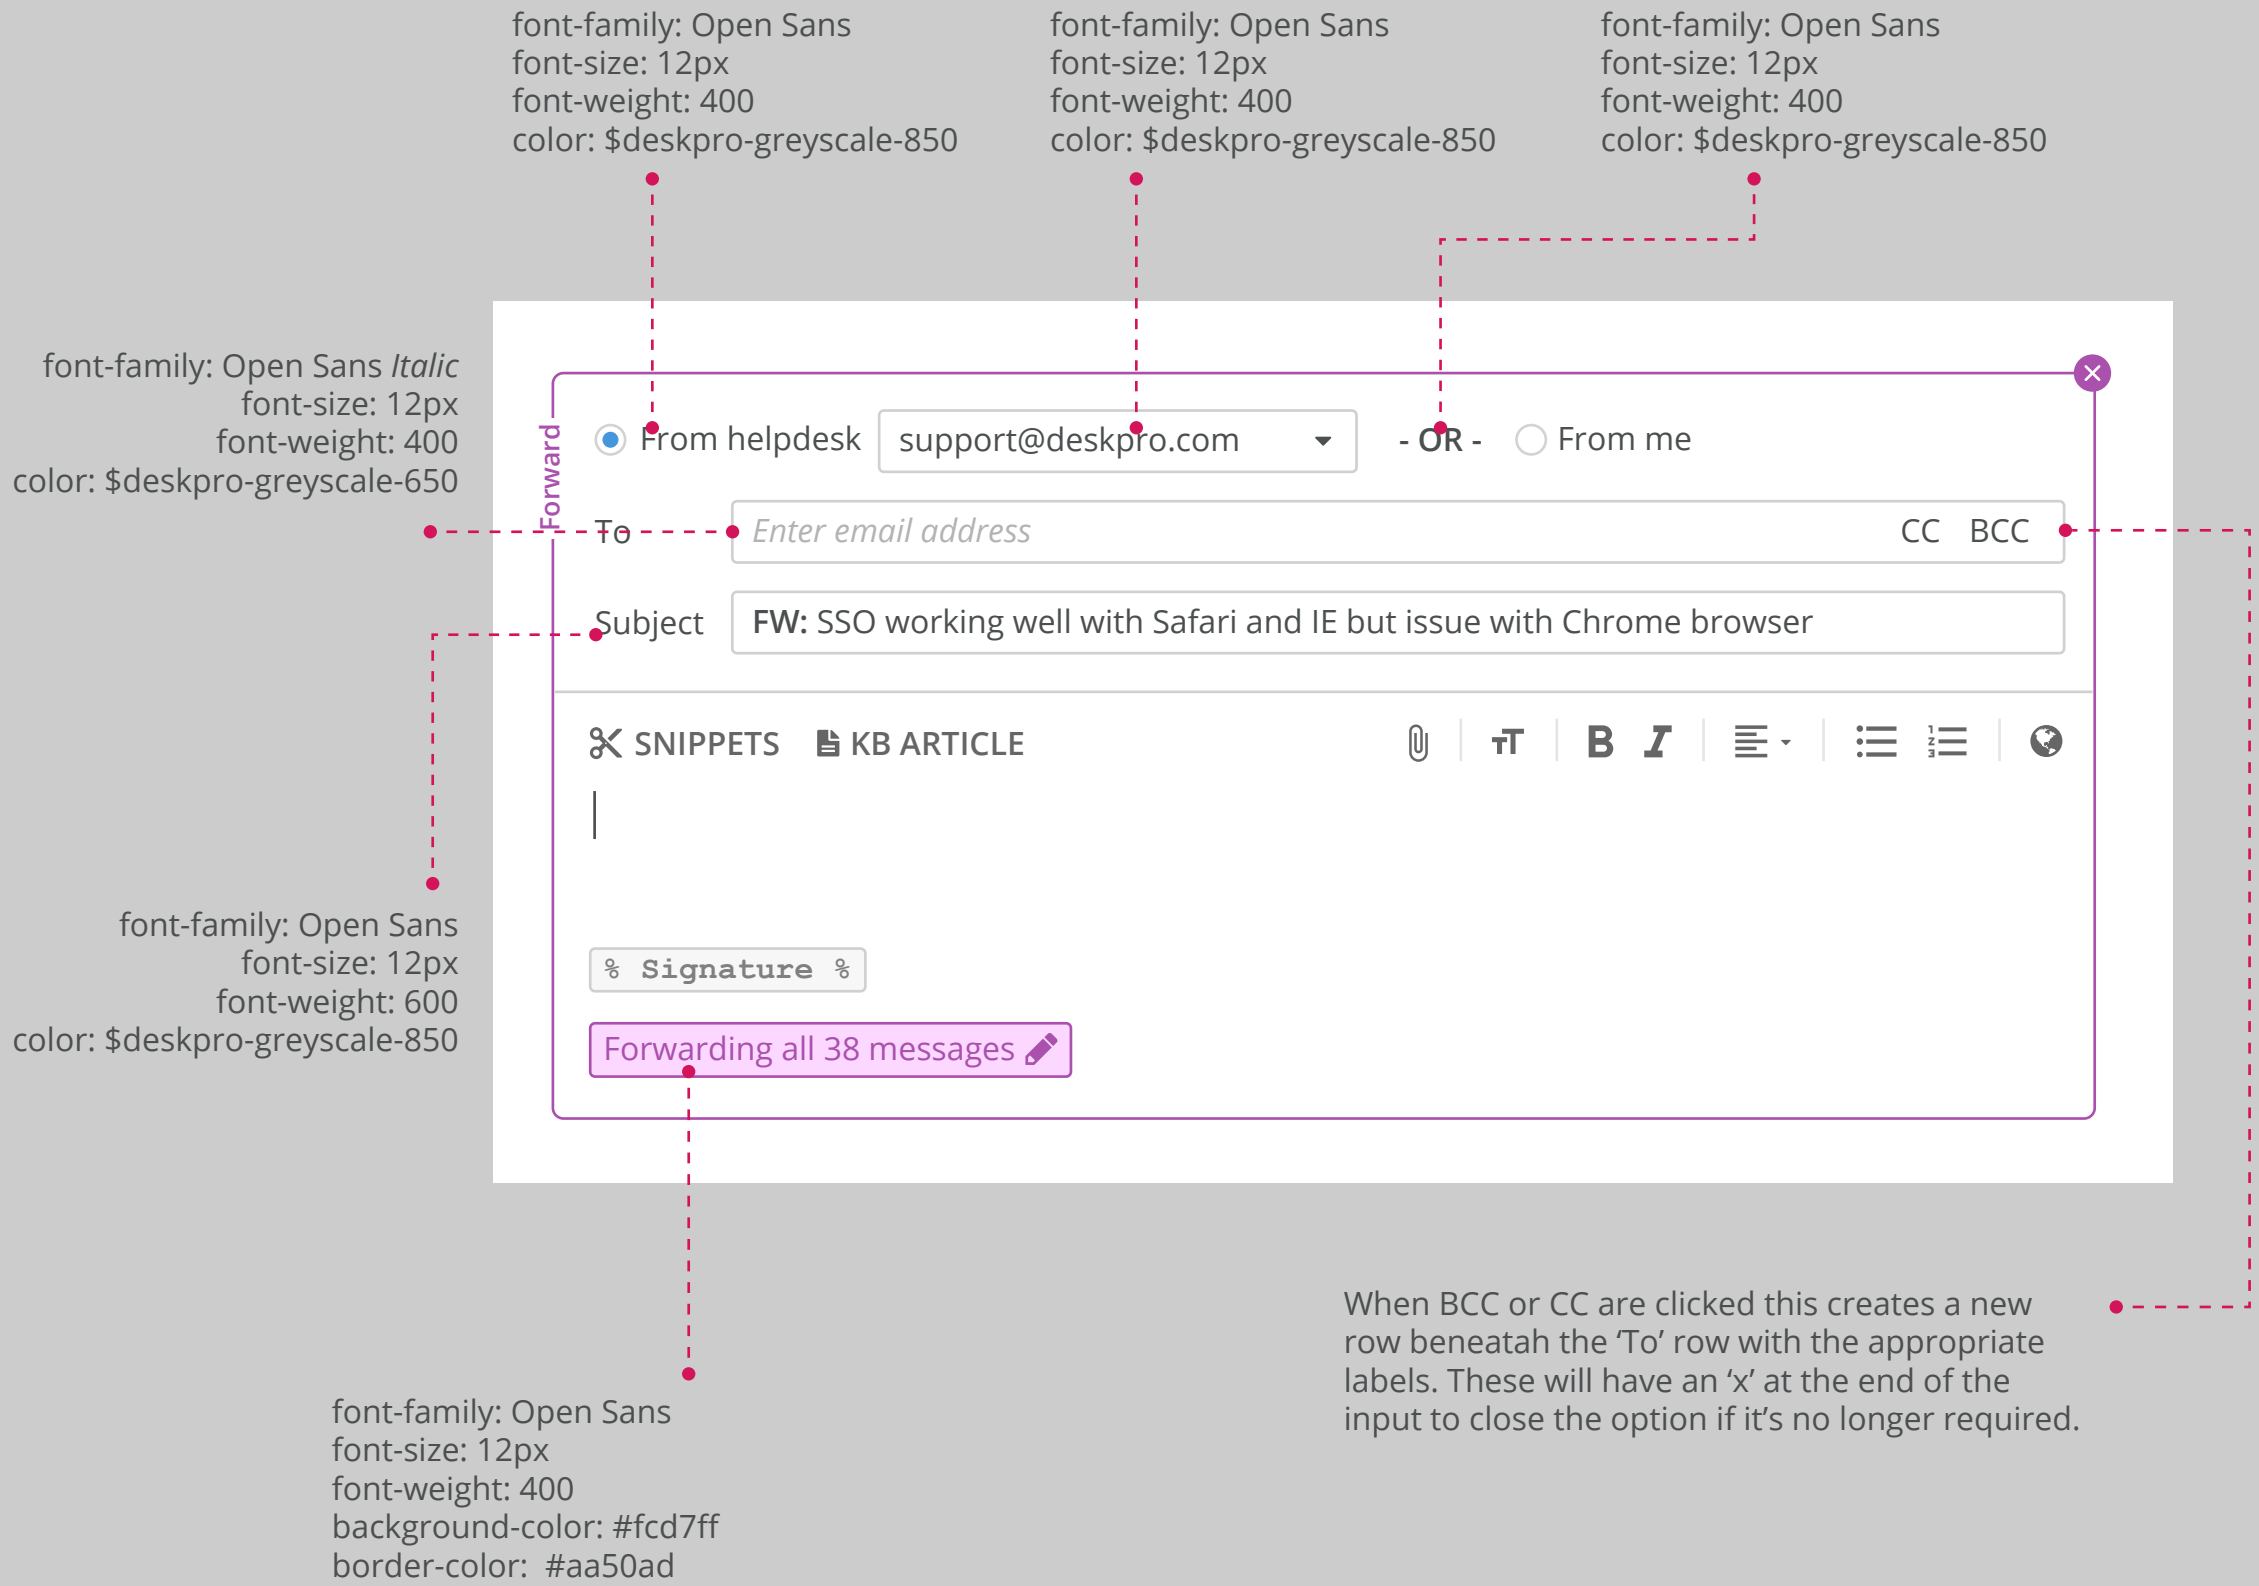 font-family: Open Sans
font-size: 12px
font-weight: 400
color: $deskpro-greyscale-850
font-family: Open Sans
font-size: 12px
font-weight: 400
color: $deskpro-greyscale-850
font-family: Open Sans
font-size: 12px
font-weight: 400
color: $deskpro-greyscale-850
font-family: Open Sans Italic
font-size: 12px
font-weight: 400
color: $deskpro-greyscale-650
Forward
From helpdesk support@deskpro.com - OR - From me
To Enter email address CC BCC
Subject FW: SSO working well with Safari and IE but issue with Chrome browser
SNIPPETS KB ARTICLE B I
% Signature %
Forwarding all 38 messages
font-family: Open Sans
font-size: 12px
font-weight: 600
color: $deskpro-greyscale-850
When BCC or CC are clicked this creates a new
row beneatah the ‘To’ row with the appropriate
labels. These will have an ‘x’ at the end of the
input to close the option if it’s no longer required.
font-family: Open Sans
font-size: 12px
font-weight: 400
background-color: #fcd7ff
border-color: #aa50ad